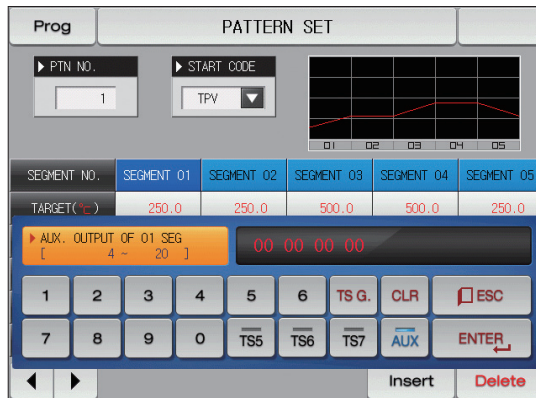 Prog PATTERN SET
▶ PTN NO. ▶ START CODE
1 TPV ▼
01 02 03 04 05
SEGMENT NO. SEGMENT 01 SEGMENT 02 SEGMENT 03 SEGMENT 04 SEGMENT 05
TARGET(℃) 250.0 250.0 500.0 500.0 250.0
▶ AUX. OUTPUT OF 01 SEG
[ 4 ~ 20 ]
00 00 00 00
1 2 3 4 5 6 TS G. CLR ESC
7 8 9 0 TS5 TS6 TS7 AUX ENTER
◀ ▶ Insert Delete